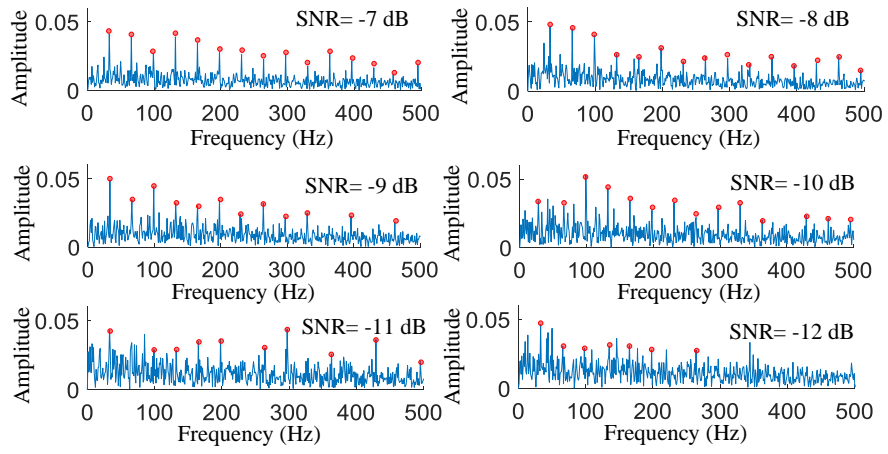 SNR= -7 dB
0.05
0
Amplitude
0 100 200 300 400 500
Frequency (Hz)
SNR= -8 dB
0.05
0
Amplitude
0 100 200 300 400 500
Frequency (Hz)
SNR= -9 dB
0.05
0
Amplitude
0 100 200 300 400 500
Frequency (Hz)
SNR= -10 dB
0.05
0
Amplitude
0 100 200 300 400 500
Frequency (Hz)
SNR= -11 dB
0.05
0
Amplitude
0 100 200 300 400 500
Frequency (Hz)
SNR= -12 dB
0.05
0
Amplitude
0 100 200 300 400 500
Frequency (Hz)